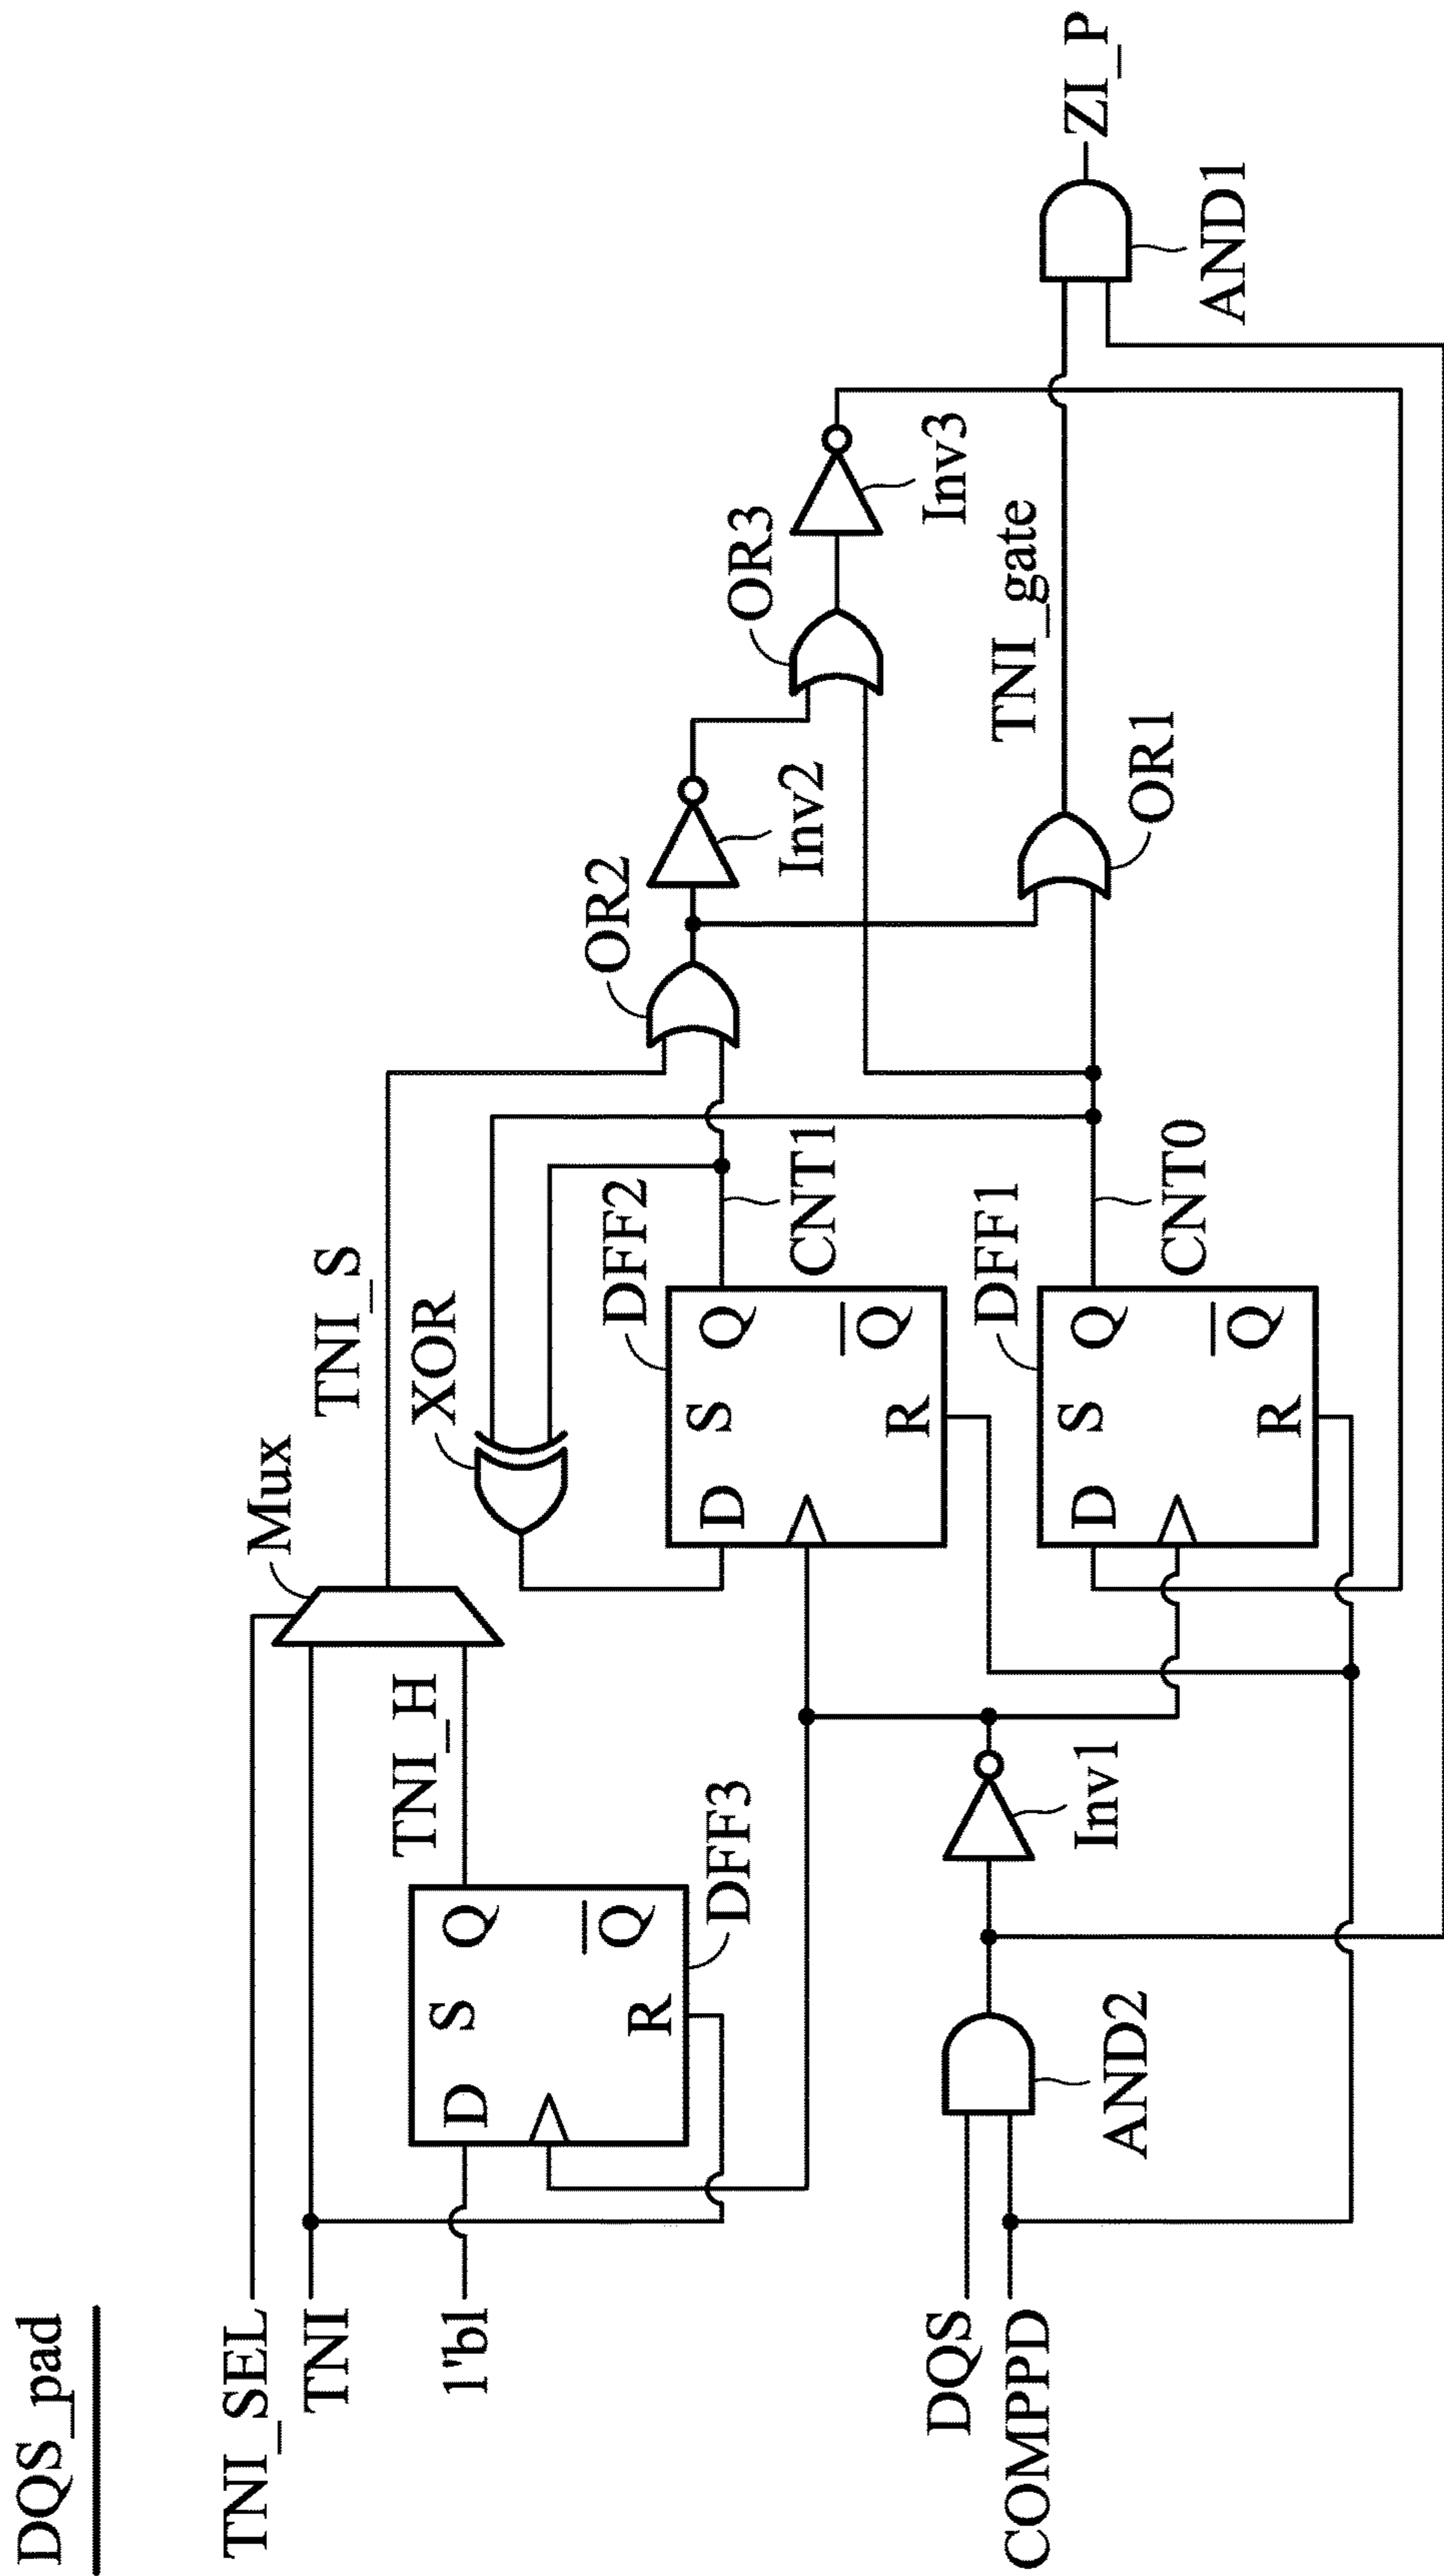 DQS_pad
TNI_SEL
TNI
1'b1
DQS
COMPPD
D
S
Q
Q
R
DFF3
TNI_H
Mux
TNI_S
XOR
AND2
Inv1
DFF2
D
S
Q
Q
R
CNT1
DFF1
D
S
Q
Q
R
CNT0
OR2
Inv2
OR3
Inv3
OR1
TNI_gate
AND1
ZI_P